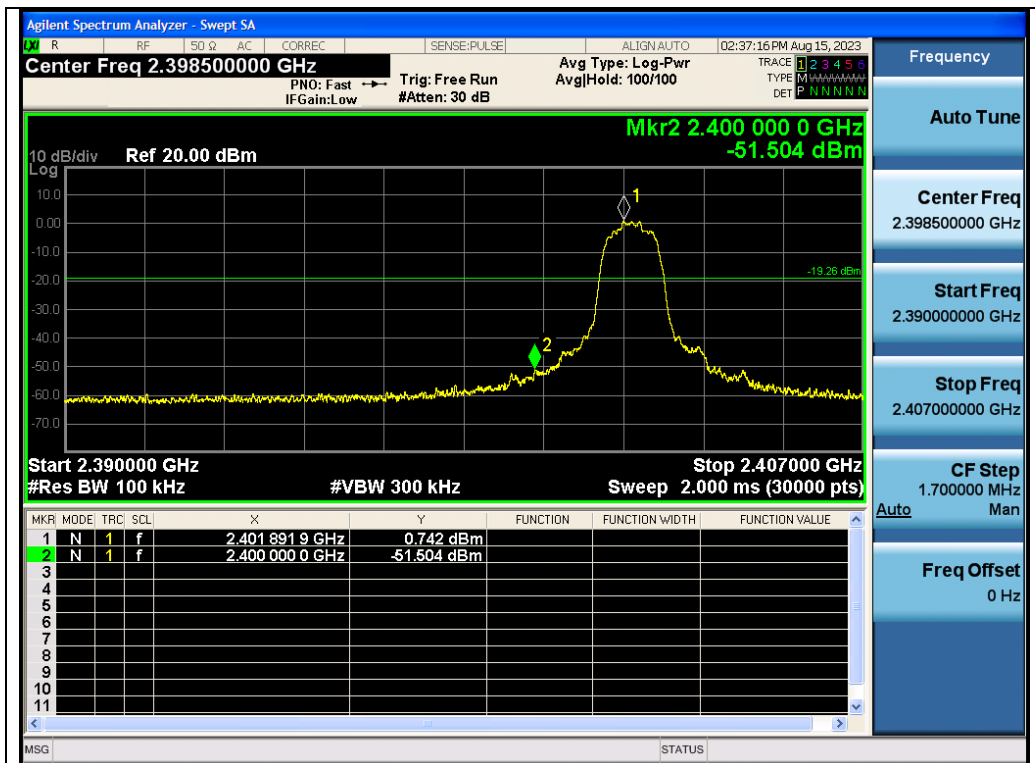 Agilent Spectrum Analyzer - Swept SA
LXI R RF 50 Ω AC CORREC SENSE:PULSE ALIGN AUTO 02:37:16 PM Aug 15, 2023
Center Freq 2.398500000 GHz
PNO: Fast
IFGain:Low
Trig: Free Run
#Atten: 30 dB
Avg Type: Log-Pwr
Avg|Hold: 100/100
TRACE 1 2 3 4 5 6
TYPE M
DET P N N N N N
Mkr2 2.400 000 0 GHz
-51.504 dBm
10 dB/div Ref 20.00 dBm
Log
10.0
0.00
-10.0
-20.0
-30.0
-40.0
-50.0
-60.0
-70.0
1
2
-19.26 dBm
Start 2.390000 GHz Stop 2.407000 GHz
#Res BW 100 kHz #VBW 300 kHz Sweep 2.000 ms (30000 pts)
MKR MODE TRC SCL X Y FUNCTION FUNCTION WIDTH FUNCTION VALUE
1 N 1 f 2.401 891 9 GHz 0.742 dBm
2 N 1 f 2.400 000 0 GHz -51.504 dBm
3
4
5
6
7
8
9
10
11
MSG STATUS
Frequency
Auto Tune
Center Freq
2.398500000 GHz
Start Freq
2.390000000 GHz
Stop Freq
2.407000000 GHz
CF Step
1.700000 MHz
Auto Man
Freq Offset
0 Hz